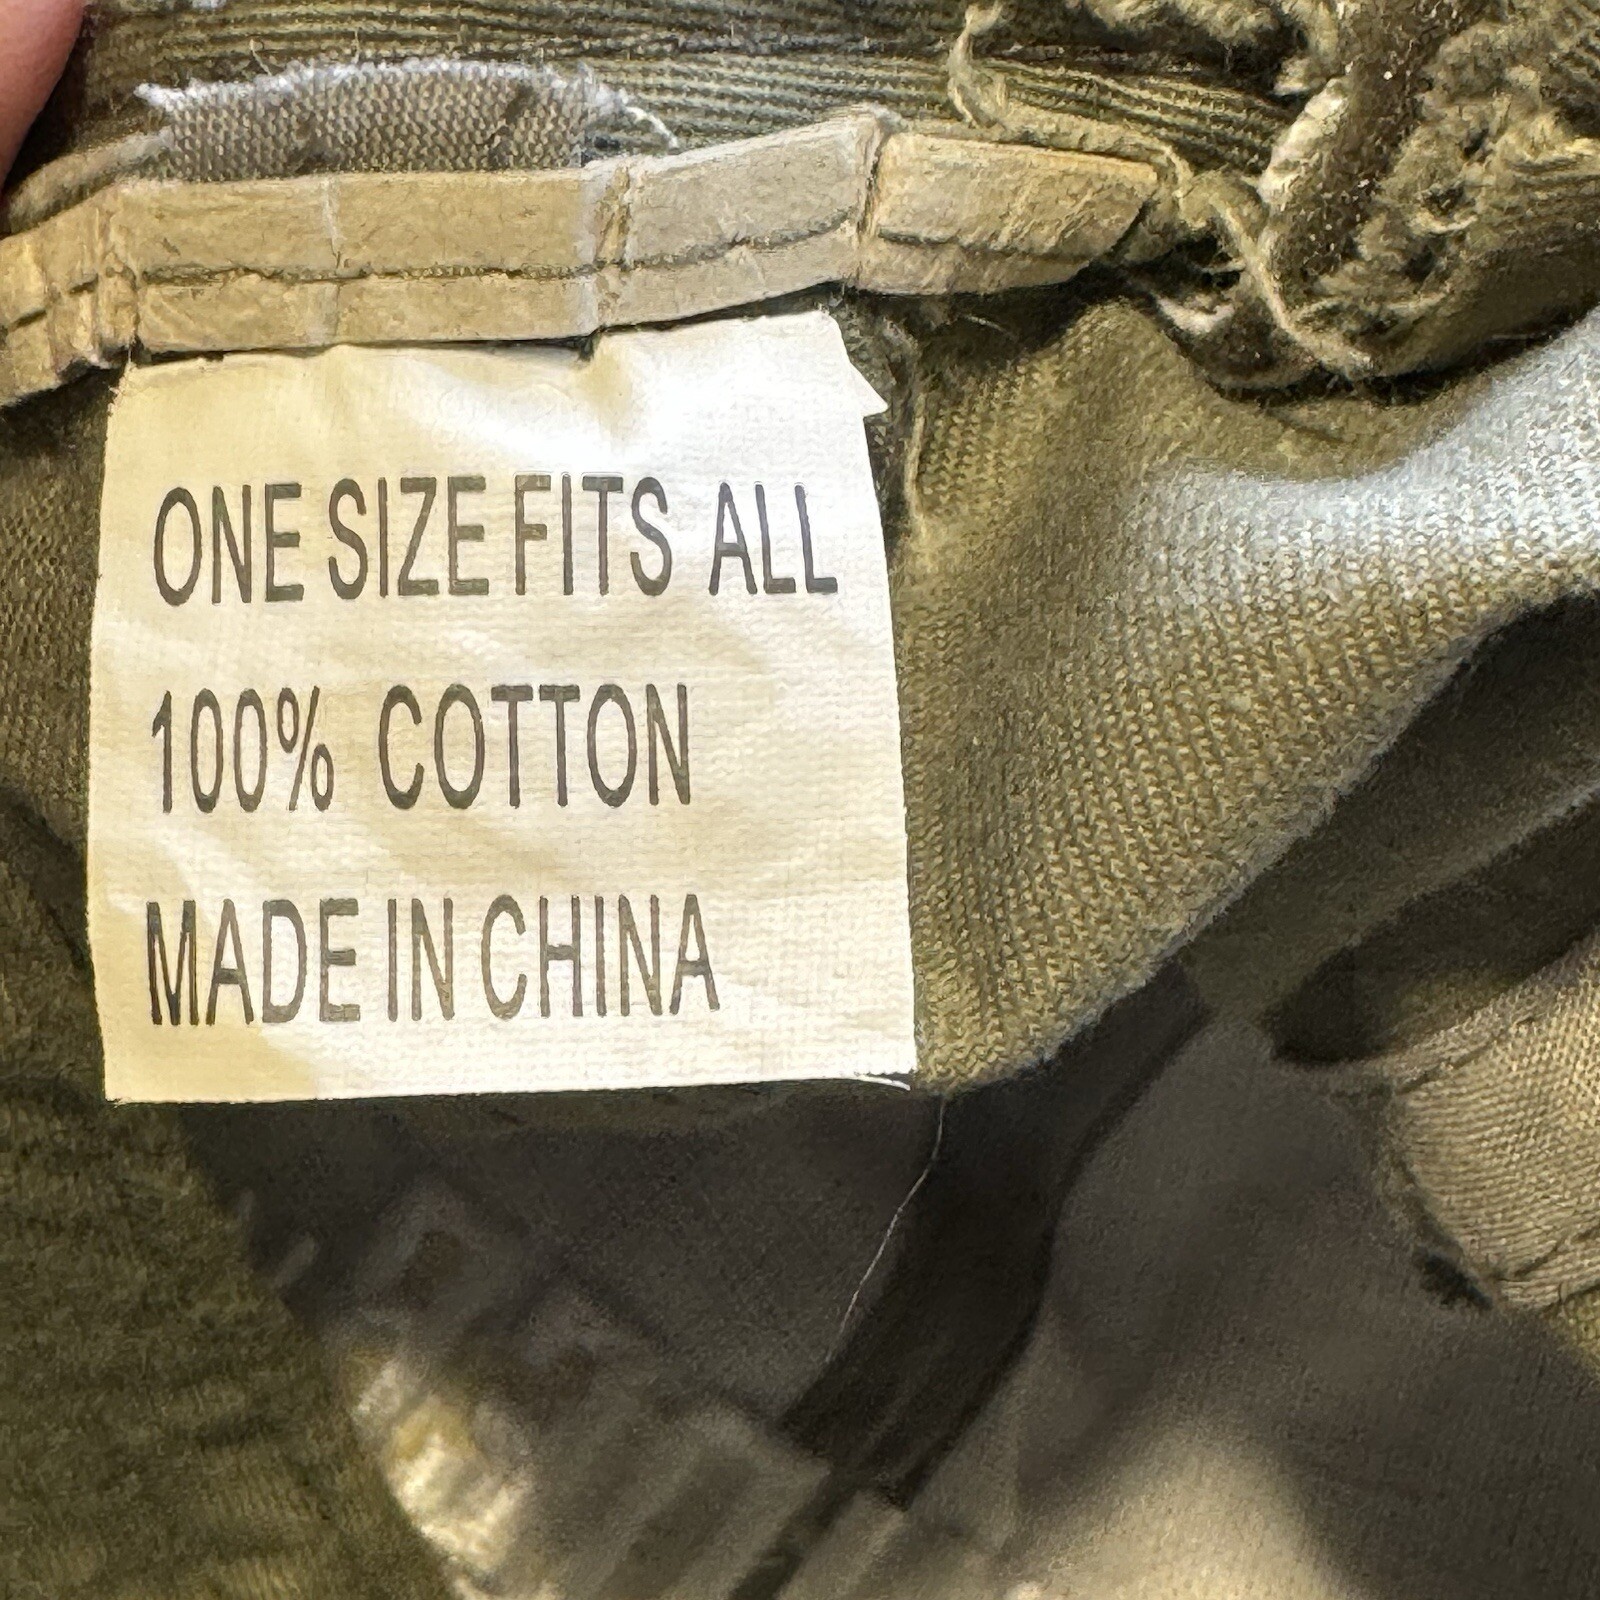 ONE SIZE FITS ALL
100% COTTON
MADE IN CHINA